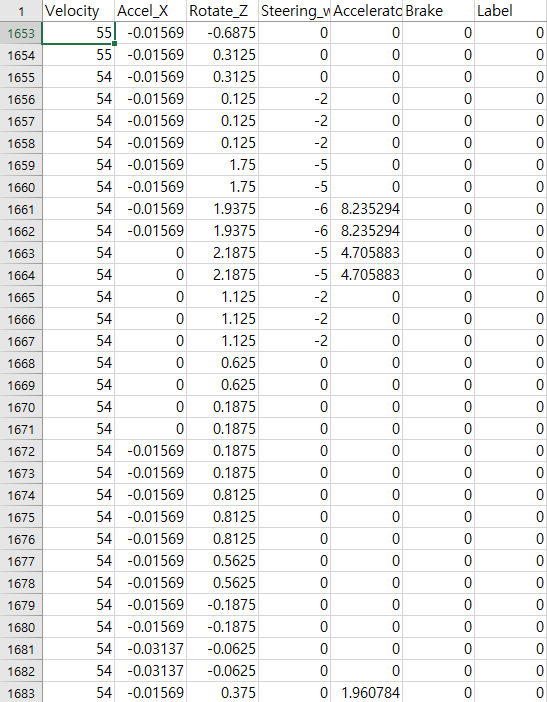 1 Velocity Accel_X Rotate_Z Steering_w Acceleratc Brake Label
1653 55 -0.01569 -0.6875 0 0 0 0
1654 55 -0.01569 0.3125 0 0 0 0
1655 54 -0.01569 0.3125 0 0 0 0
1656 54 -0.01569 0.125 -2 0 0 0
1657 54 -0.01569 0.125 -2 0 0 0
1658 54 -0.01569 0.125 -2 0 0 0
1659 54 -0.01569 1.75 -5 0 0 0
1660 54 -0.01569 1.75 -5 0 0 0
1661 54 -0.01569 1.9375 -6 8.235294 0 0
1662 54 -0.01569 1.9375 -6 8.235294 0 0
1663 54 0 2.1875 -5 4.705883 0 0
1664 54 0 2.1875 -5 4.705883 0 0
1665 54 0 1.125 -2 0 0 0
1666 54 0 1.125 -2 0 0 0
1667 54 0 1.125 -2 0 0 0
1668 54 0 0.625 0 0 0 0
1669 54 0 0.625 0 0 0 0
1670 54 0 0.1875 0 0 0 0
1671 54 0 0.1875 0 0 0 0
1672 54 -0.01569 0.1875 0 0 0 0
1673 54 -0.01569 0.1875 0 0 0 0
1674 54 -0.01569 0.8125 0 0 0 0
1675 54 -0.01569 0.8125 0 0 0 0
1676 54 -0.01569 0.8125 0 0 0 0
1677 54 -0.01569 0.5625 0 0 0 0
1678 54 -0.01569 0.5625 0 0 0 0
1679 54 -0.01569 -0.1875 0 0 0 0
1680 54 -0.01569 -0.1875 0 0 0 0
1681 54 -0.03137 -0.0625 0 0 0 0
1682 54 -0.03137 -0.0625 0 0 0 0
1683 54 -0.01569 0.375 0 1.960784 0 0